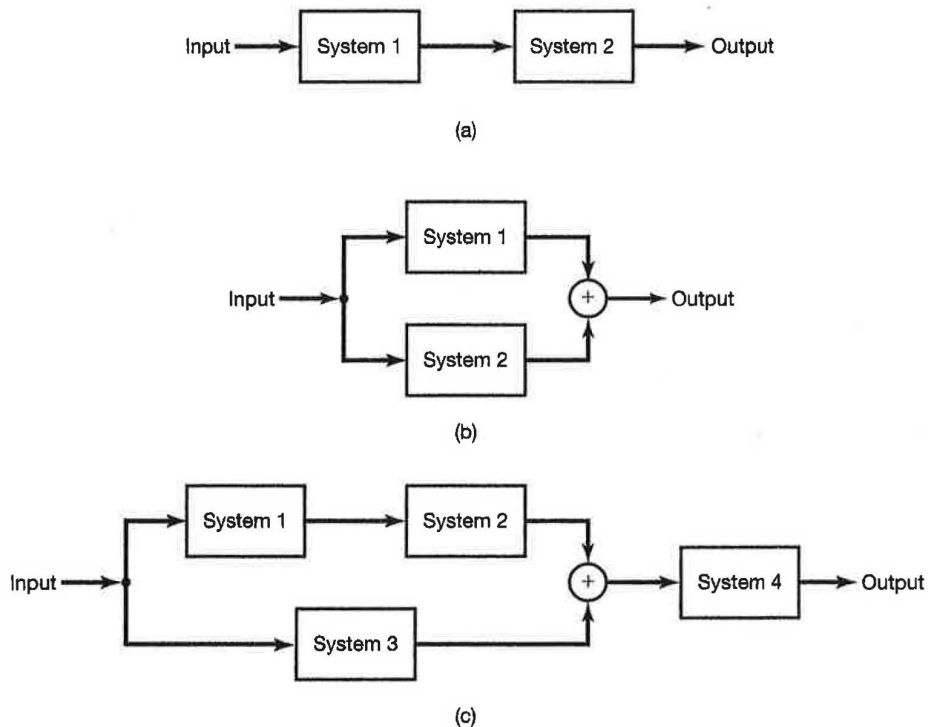 Input System 1 System 2 Output
(a)
System 1
Input + Output
System 2
(b)
System 1 System 2
Input + System 4 Output
System 3
(c)